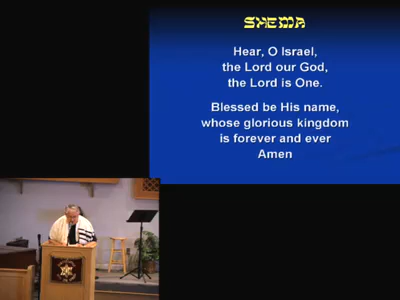 SHEMA
Hear, O Israel,
the Lord our God,
the Lord is One.
Blessed be His name,
whose glorious kingdom
is forever and ever
Amen